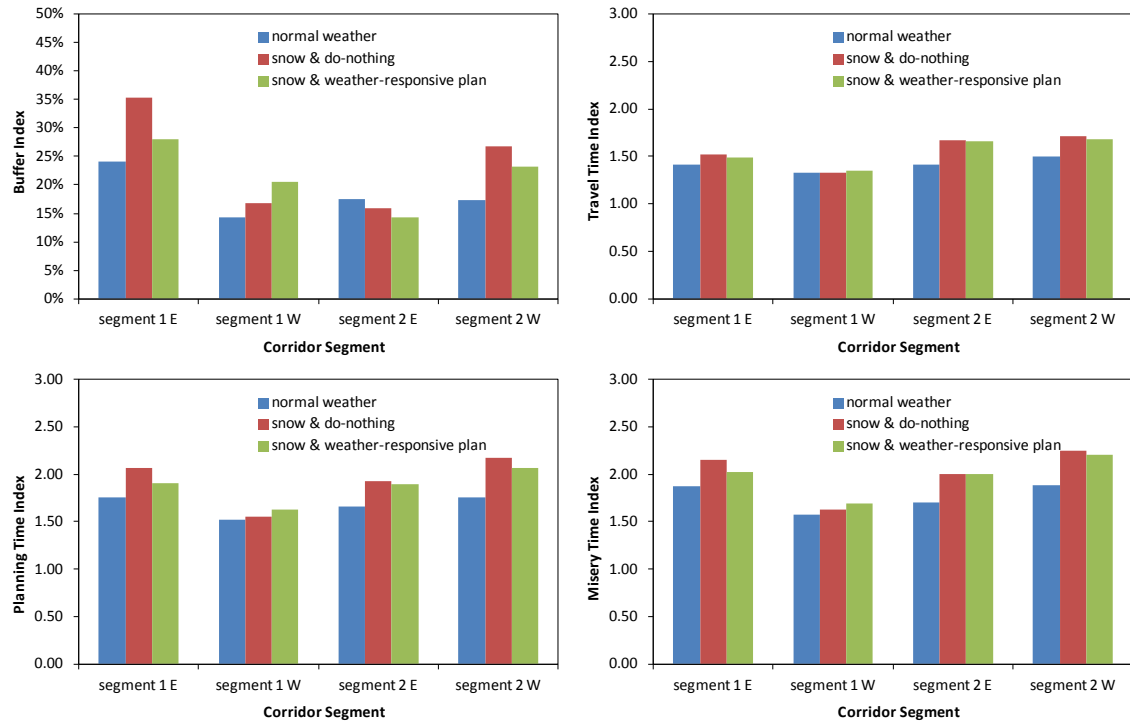 50%
45%
40%
35%
30%
25%
20%
15%
10%
5%
0%
Buffer Index
normal weather
snow & do-nothing
snow & weather-responsive plan
segment 1 E segment 1 W segment 2 E segment 2 W
Corridor Segment
3.00
2.50
2.00
1.50
1.00
0.50
0.00
Travel Time Index
normal weather
snow & do-nothing
snow & weather-responsive plan
segment 1 E segment 1 W segment 2 E segment 2 W
Corridor Segment
3.00
2.50
2.00
1.50
1.00
0.50
0.00
Planning Time Index
normal weather
snow & do-nothing
snow & weather-responsive plan
segment 1 E segment 1 W segment 2 E segment 2 W
Corridor Segment
3.00
2.50
2.00
1.50
1.00
0.50
0.00
Misery Time Index
normal weather
snow & do-nothing
snow & weather-responsive plan
segment 1 E segment 1 W segment 2 E segment 2 W
Corridor Segment